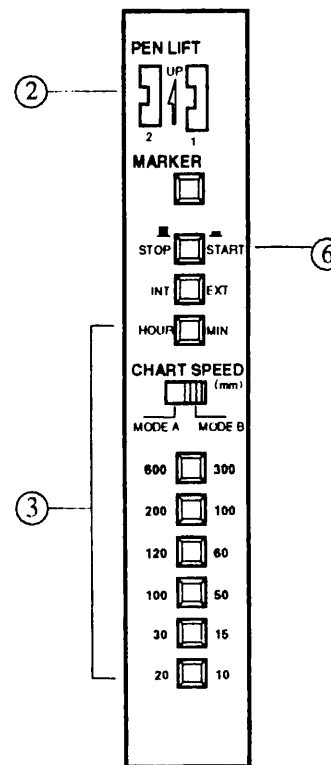 PEN LIFT
UP
②
2 1
MARKER
STOP START
⑥
INT EXT
HOUR MIN
CHART SPEED
(mm)
MODE A MODE B
600 300
200 100
③
120 60
100 50
30 15
20 10